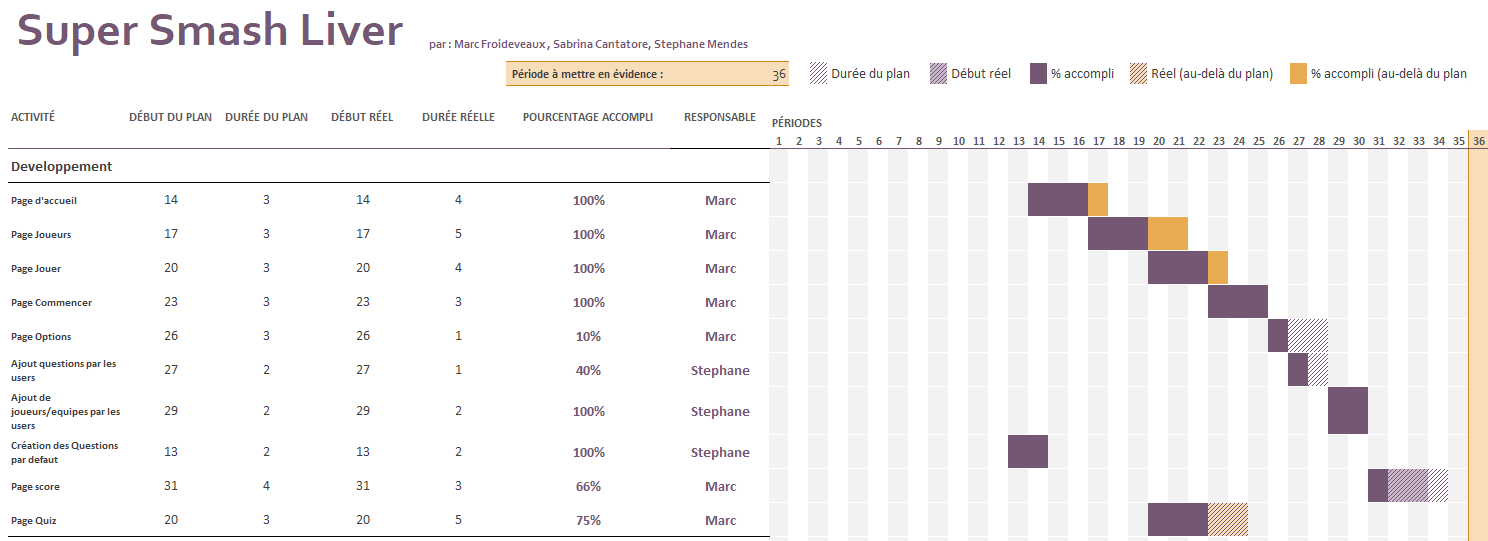 Super Smash Liver
par : Marc Froideveaux , Sabrina Cantatore, Stephane Mendes
Période à mettre en évidence : 36
Durée du plan Début réel % accompli Réel (au-delà du plan) % accompli (au-delà du plan
ACTIVITÉ DÉBUT DU PLAN DURÉE DU PLAN DÉBUT RÉEL DURÉE RÉELLE POURCENTAGE ACCOMPLI RESPONSABLE PÉRIODES
1 2 3 4 5 6 7 8 9 10 11 12 13 14 15 16 17 18 19 20 21 22 23 24 25 26 27 28 29 30 31 32 33 34 35 36
Developpement
Page d'accueil 14 3 14 4 100% Marc
Page Joueurs 17 3 17 5 100% Marc
Page Jouer 20 3 20 4 100% Marc
Page Commencer 23 3 23 3 100% Marc
Page Options 26 3 26 1 10% Marc
Ajout questions par les
users
27 2 27 1 40% Stephane
Ajout de
joueurs/equipes par les
users
29 2 29 2 100% Stephane
Création des Questions
par defaut
13 2 13 2 100% Stephane
Page score 31 4 31 3 66% Marc
Page Quiz 20 3 20 5 75% Marc